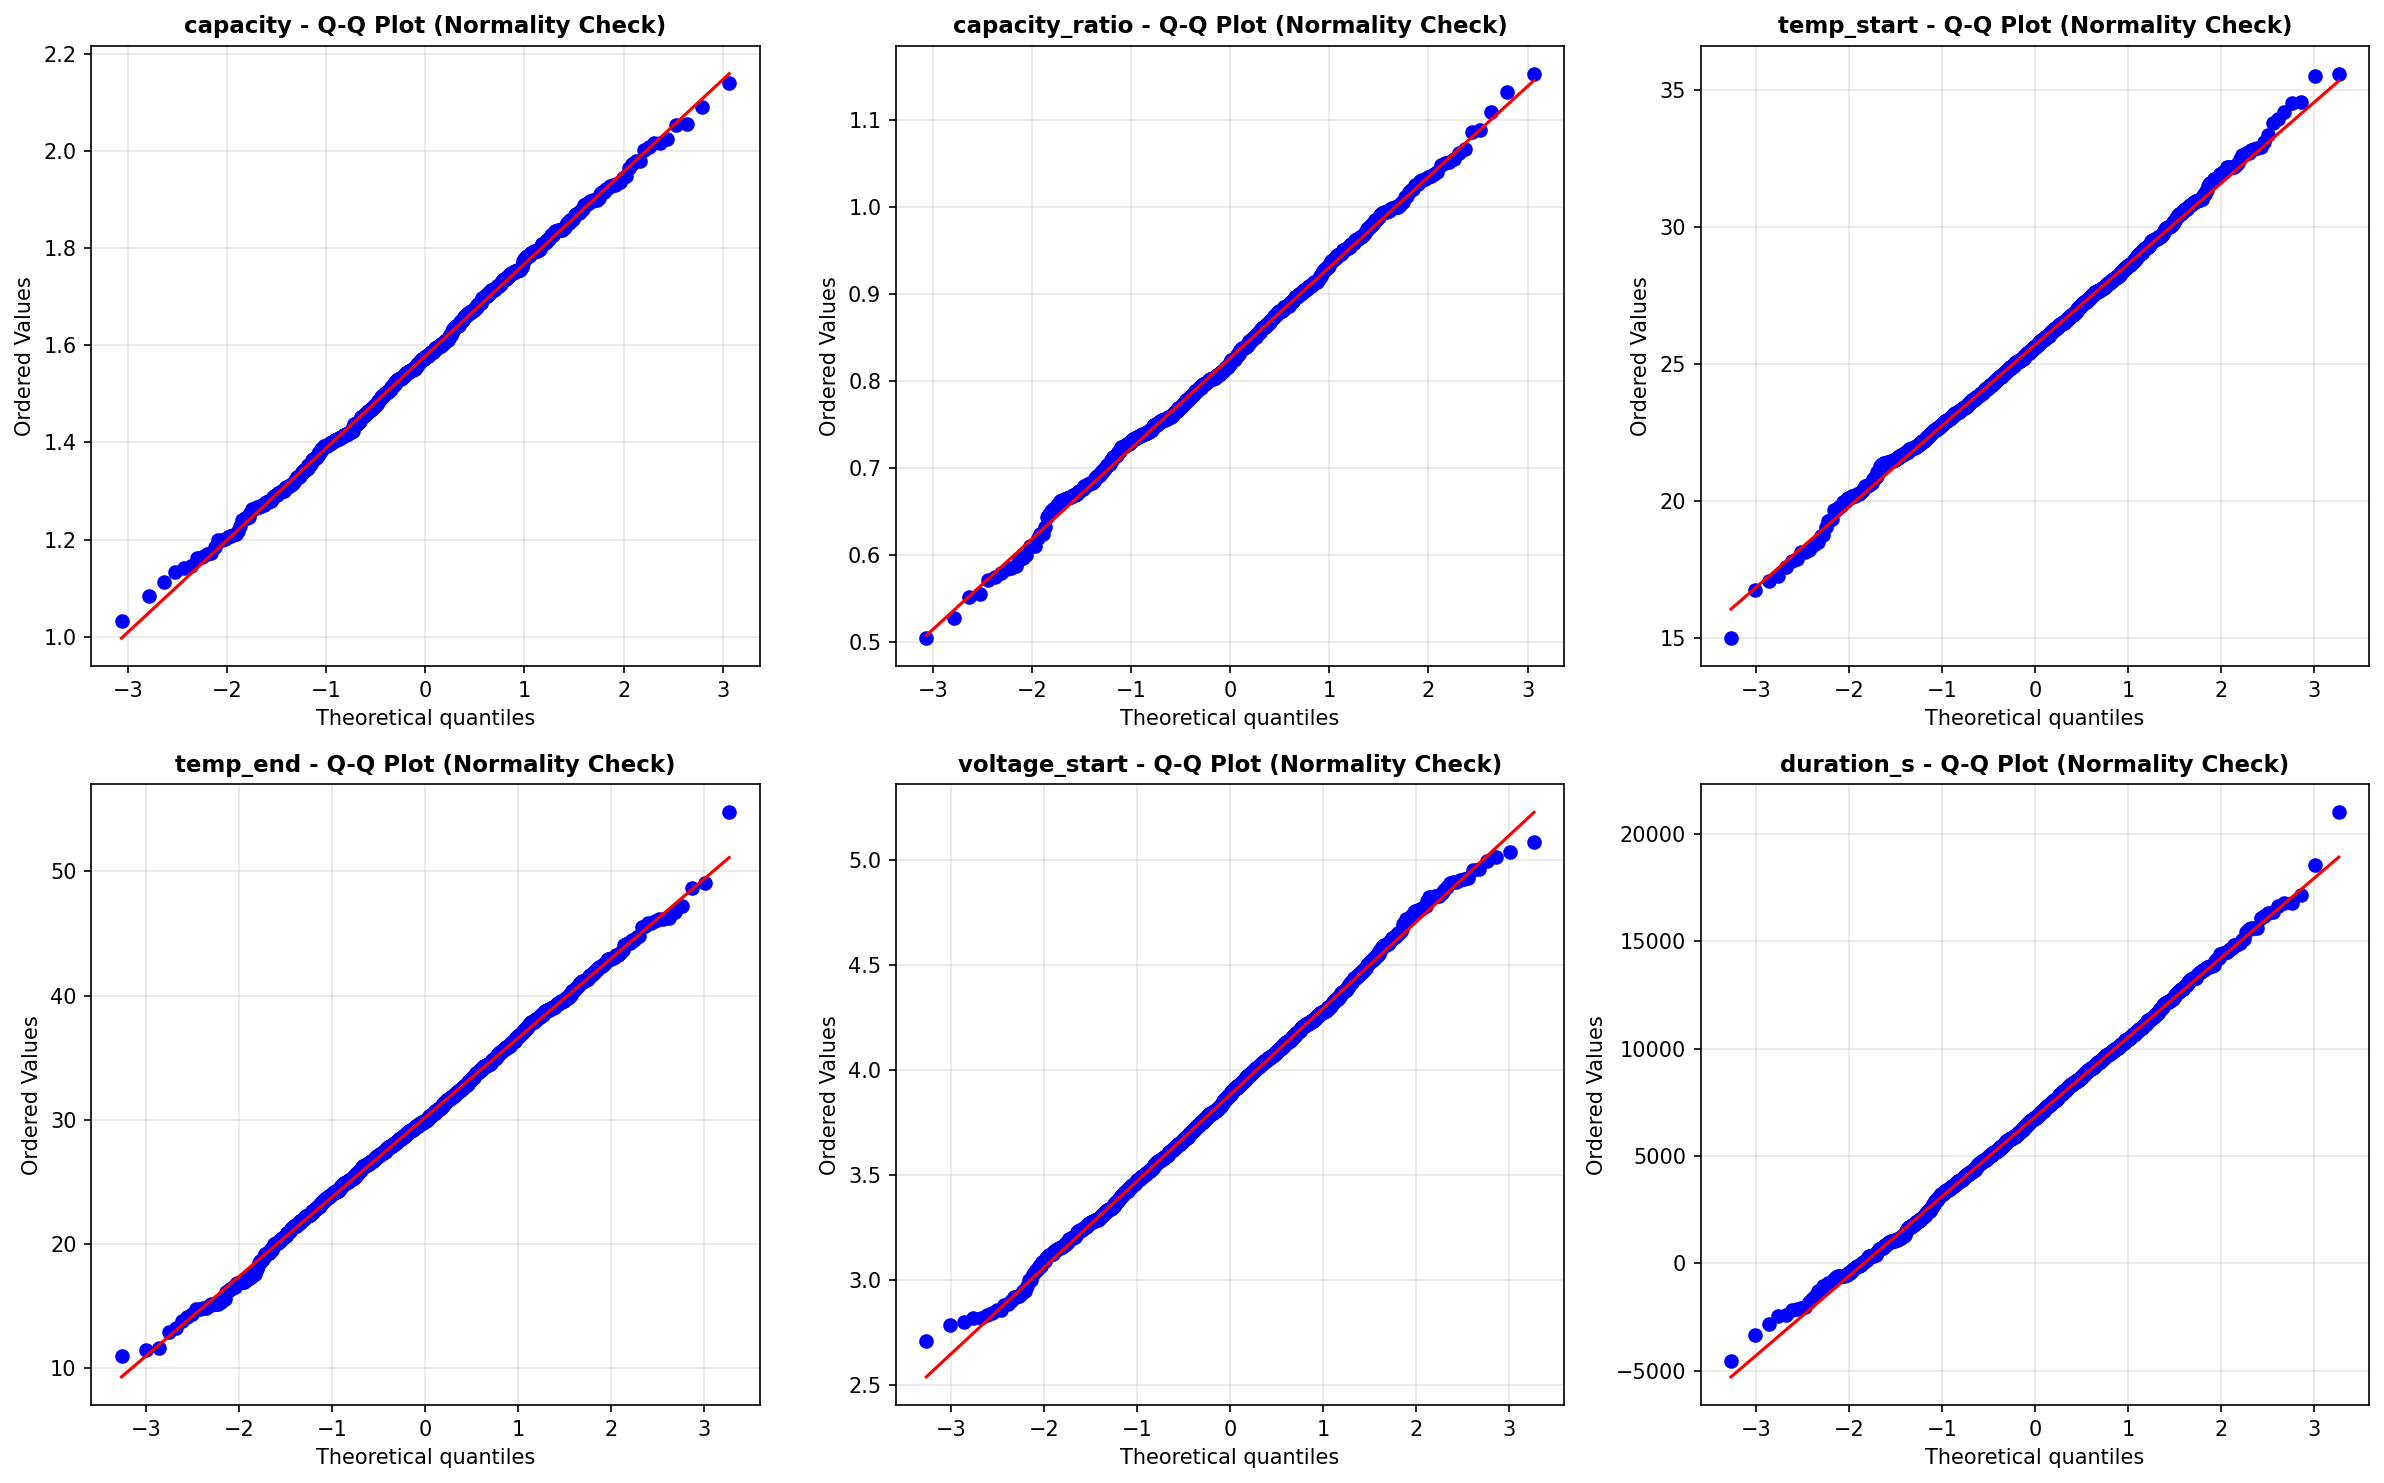 capacity - Q-Q Plot (Normality Check)
Ordered Values
2.2
2.0
1.8
1.6
1.4
1.2
1.0
−3 −2 −1 0 1 2 3
Theoretical quantiles
capacity_ratio - Q-Q Plot (Normality Check)
Ordered Values
1.1
1.0
0.9
0.8
0.7
0.6
0.5
−3 −2 −1 0 1 2 3
Theoretical quantiles
temp_start - Q-Q Plot (Normality Check)
Ordered Values
35
30
25
20
15
−3 −2 −1 0 1 2 3
Theoretical quantiles
temp_end - Q-Q Plot (Normality Check)
Ordered Values
50
40
30
20
10
−3 −2 −1 0 1 2 3
Theoretical quantiles
voltage_start - Q-Q Plot (Normality Check)
Ordered Values
5.0
4.5
4.0
3.5
3.0
2.5
−3 −2 −1 0 1 2 3
Theoretical quantiles
duration_s - Q-Q Plot (Normality Check)
Ordered Values
20000
15000
10000
5000
0
−5000
−3 −2 −1 0 1 2 3
Theoretical quantiles